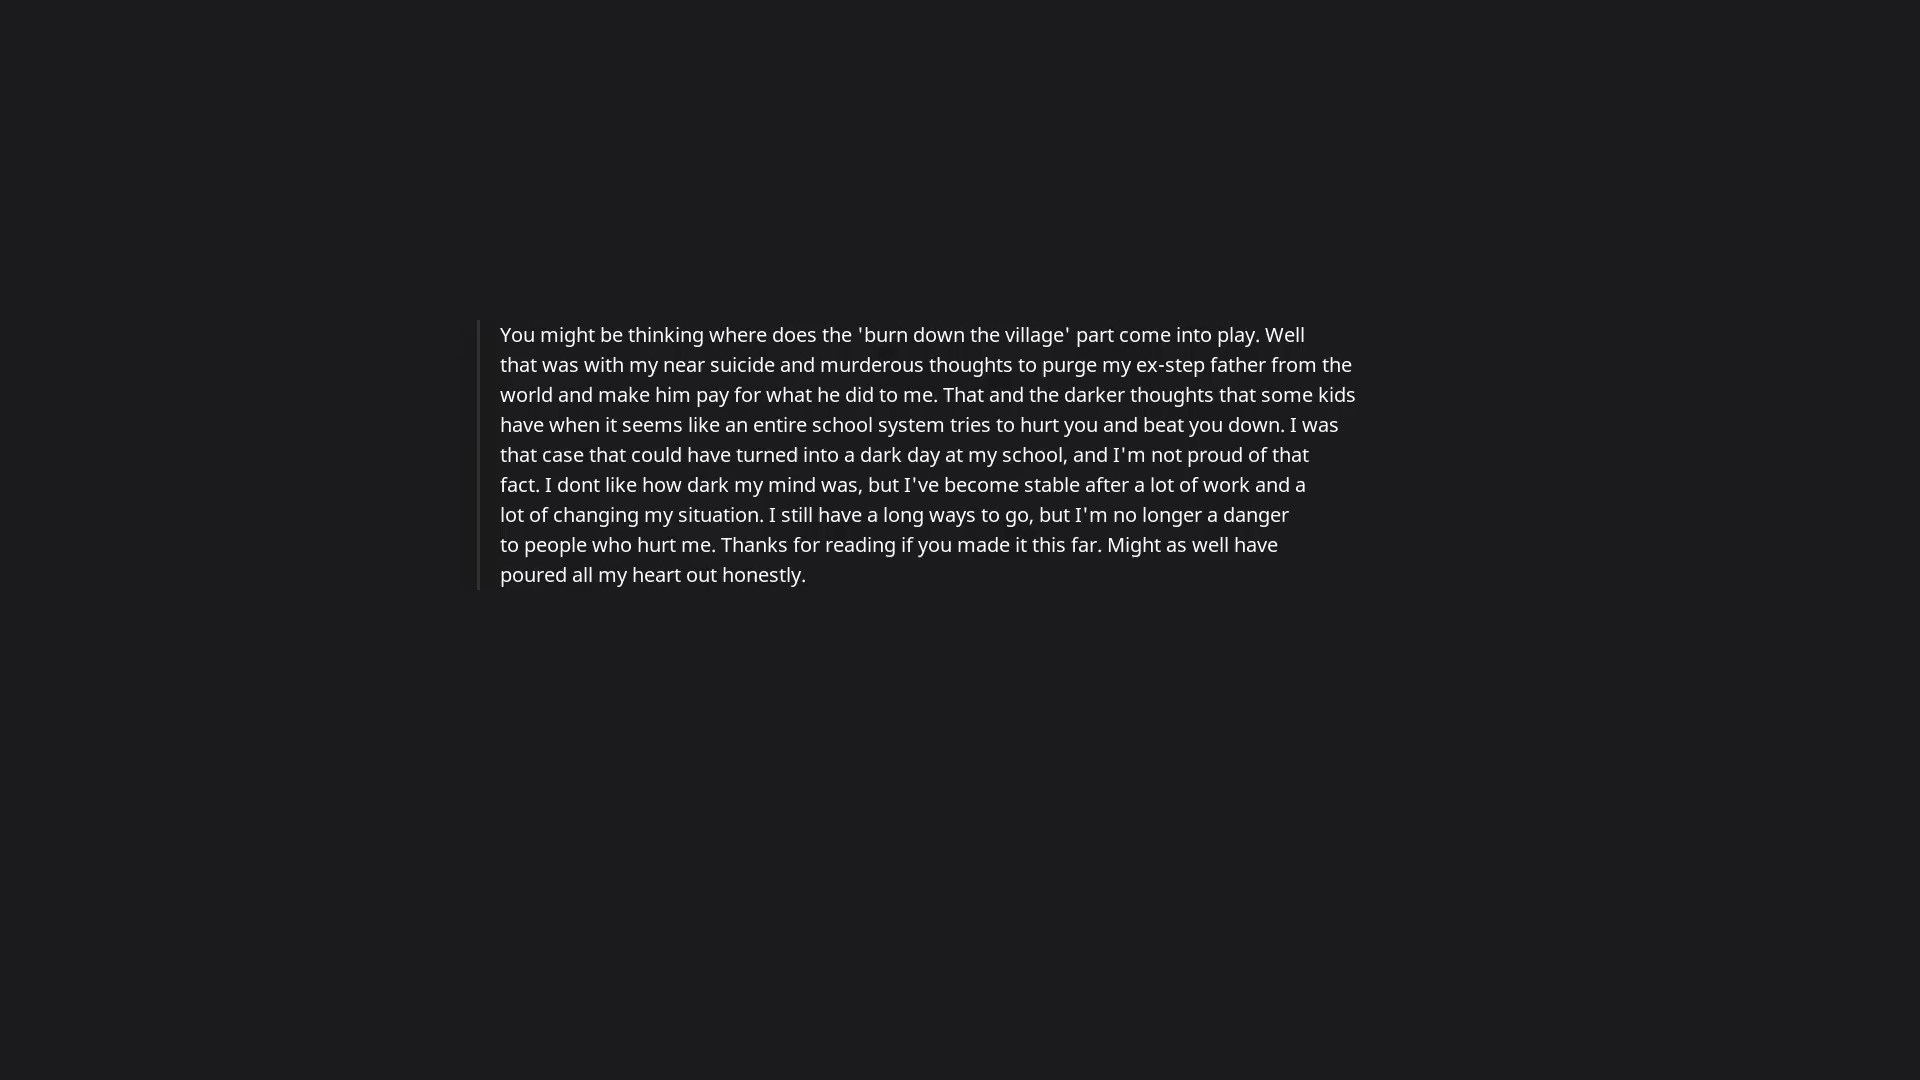 You might be thinking where does the 'burn down the village' part come into play. Well
that was with my near suicide and murderous thoughts to purge my ex-step father from the
world and make him pay for what he did to me. That and the darker thoughts that some kids
have when it seems like an entire school system tries to hurt you and beat you down. I was
that case that could have turned into a dark day at my school, and I'm not proud of that
fact. I dont like how dark my mind was, but I've become stable after a lot of work and a
lot of changing my situation. I still have a long ways to go, but I'm no longer a danger
to people who hurt me. Thanks for reading if you made it this far. Might as well have
poured all my heart out honestly.